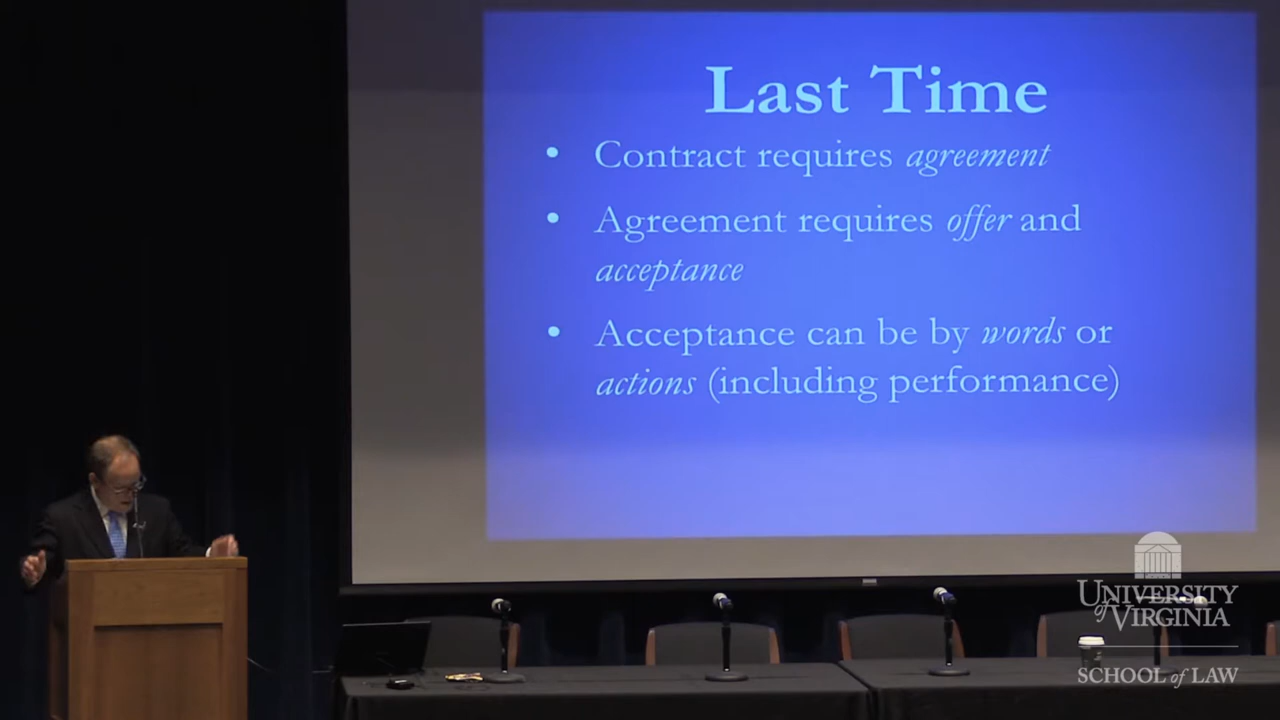 Last Time
• Contract requires agreement
• Agreement requires offer and
acceptance
• Acceptance can be by words or
actions (including performance)
UNIVERSITY
of VIRGINIA
SCHOOL of LAW